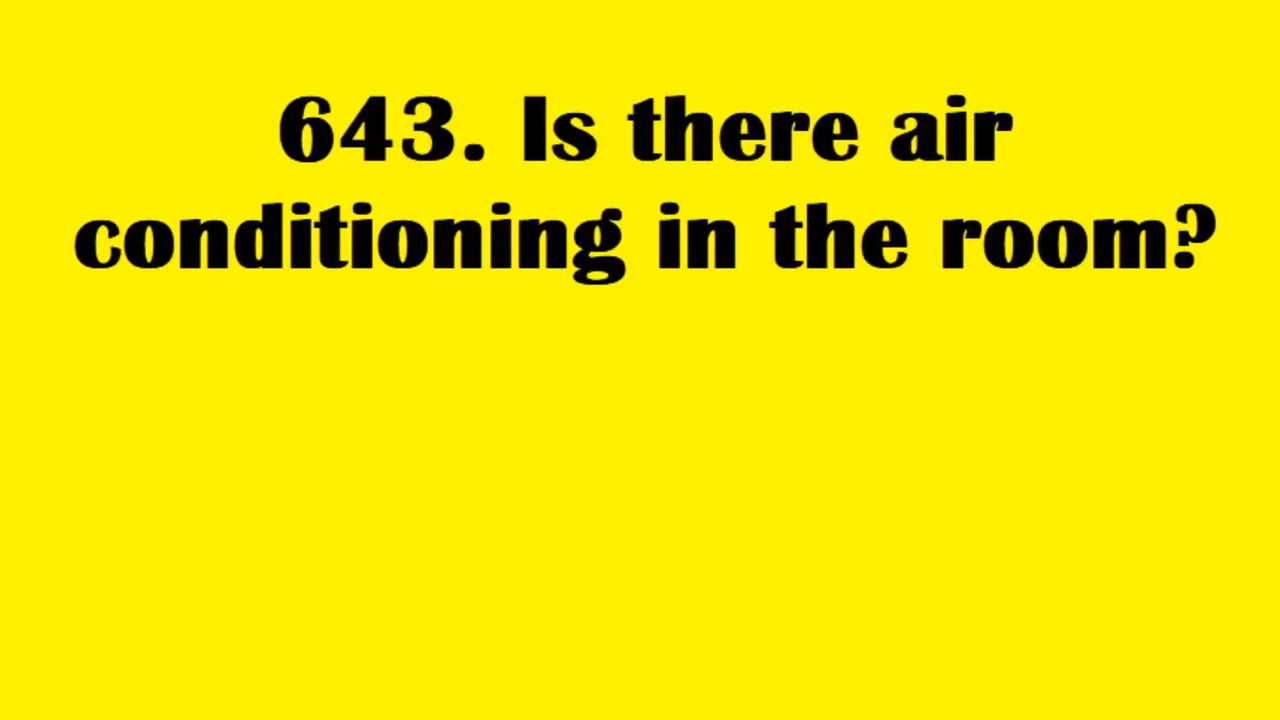 643. Is there air
conditioning in the room?